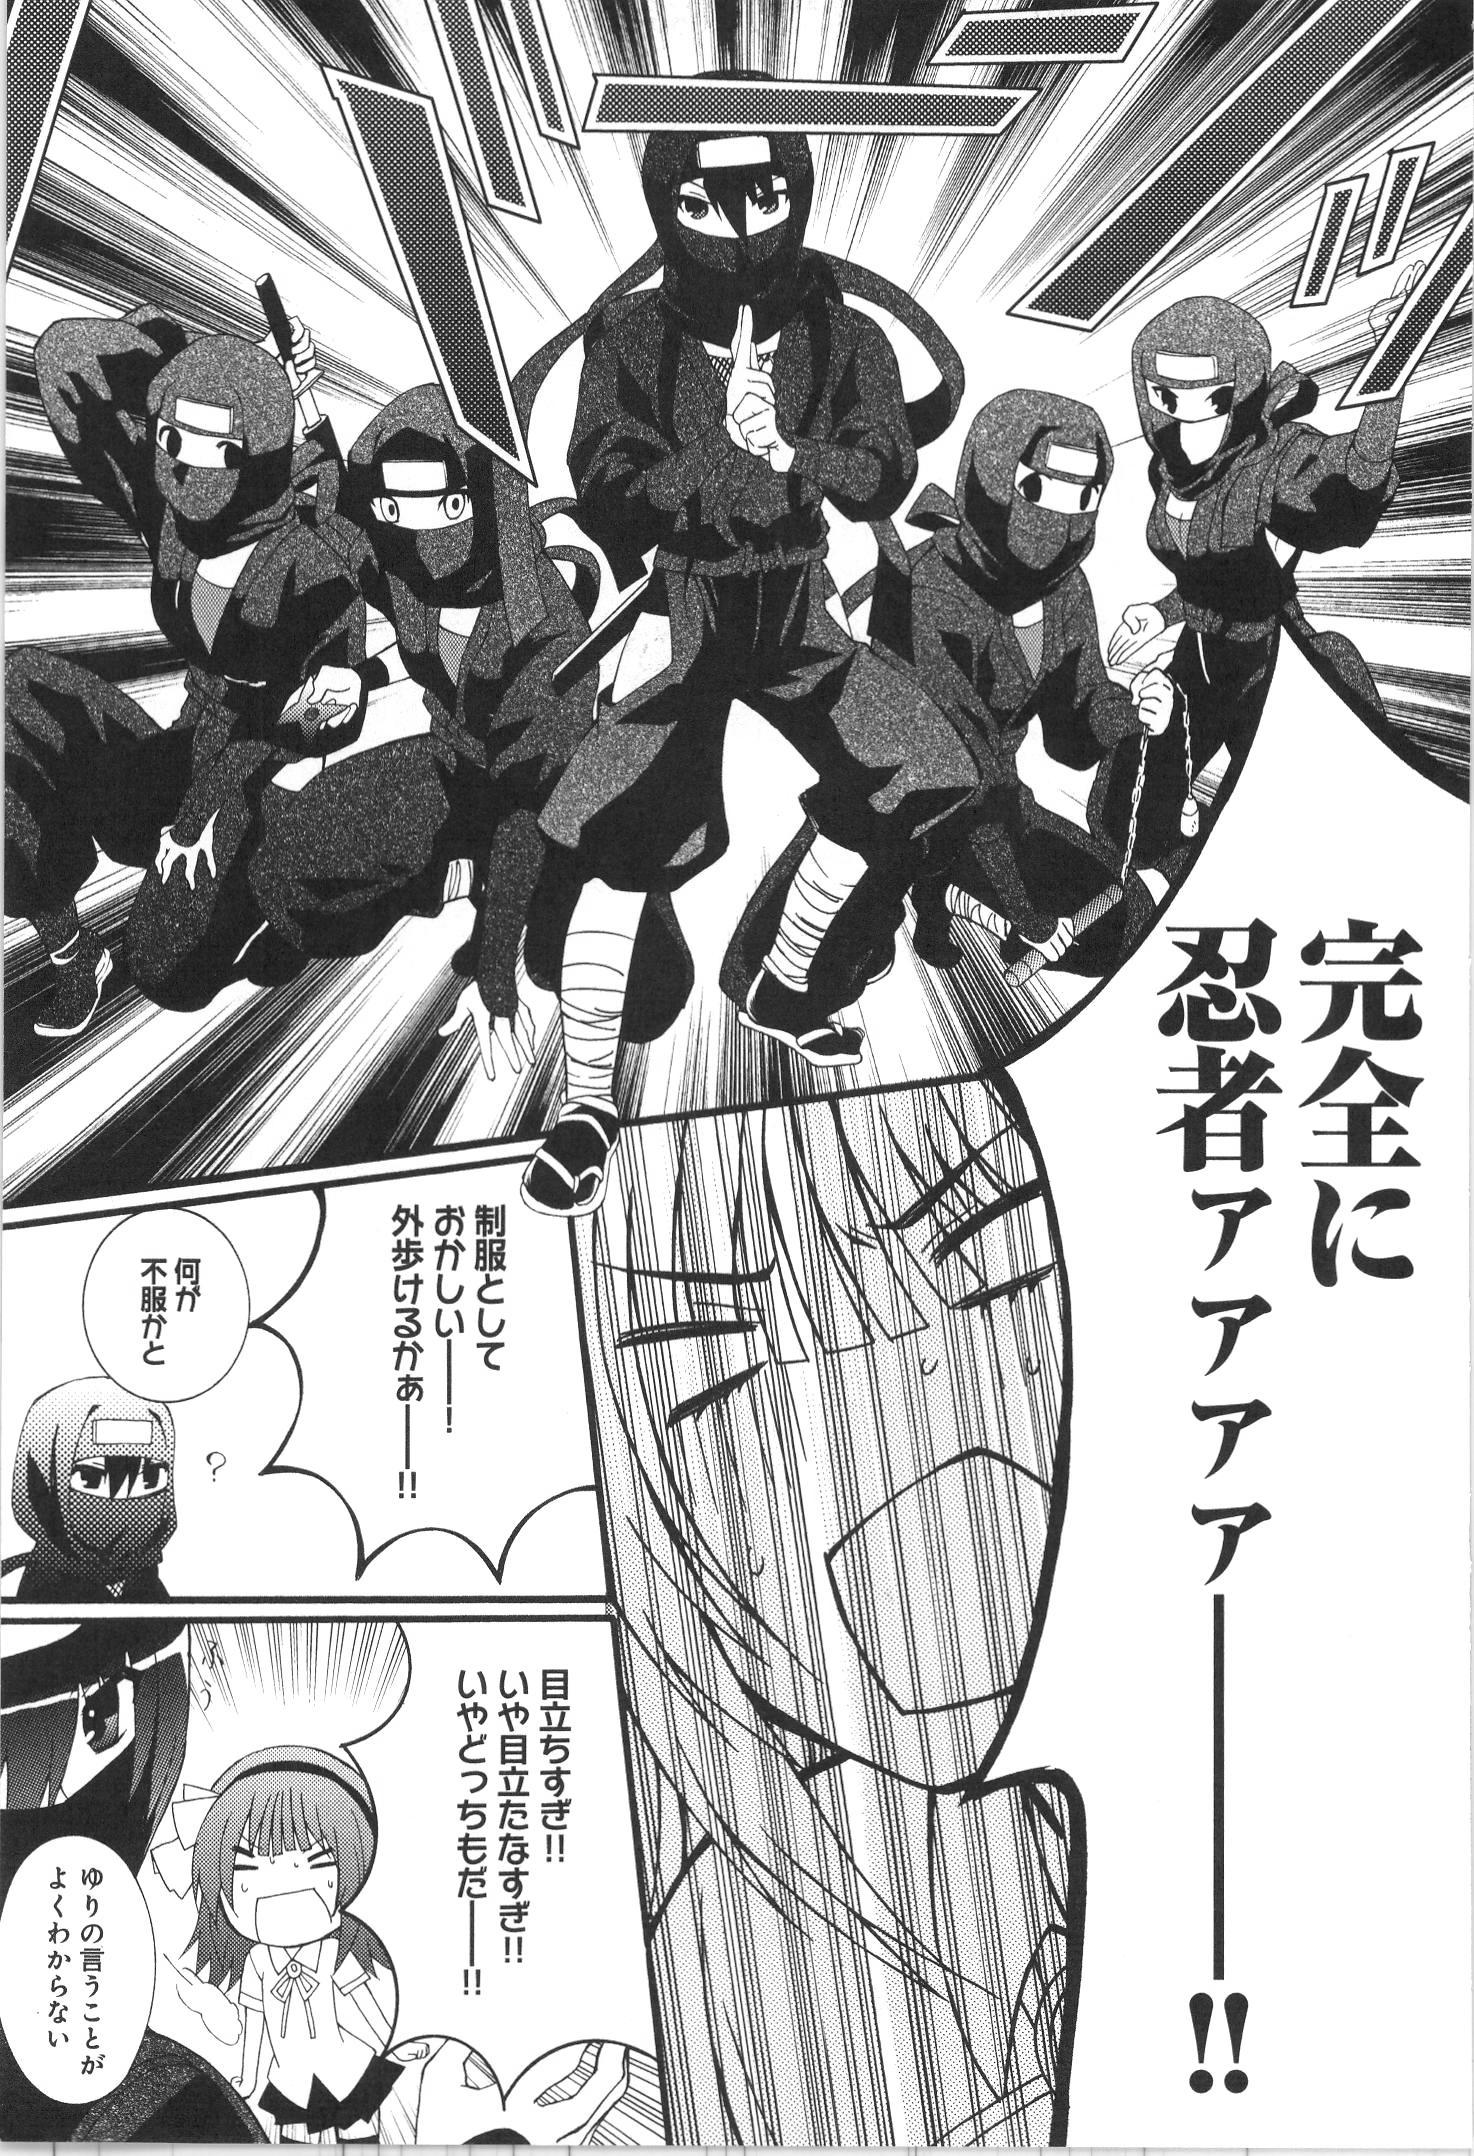 完全に
忍者ァァァァ━━━!!
制服として
おかしい━━!
外歩けるかぁ━━!!
何が
不服かと
?
目立ちすぎ!!
いや目立たなすぎ!!
いやどっちもだ━━!!
ゆりの言うことが
よくわからない